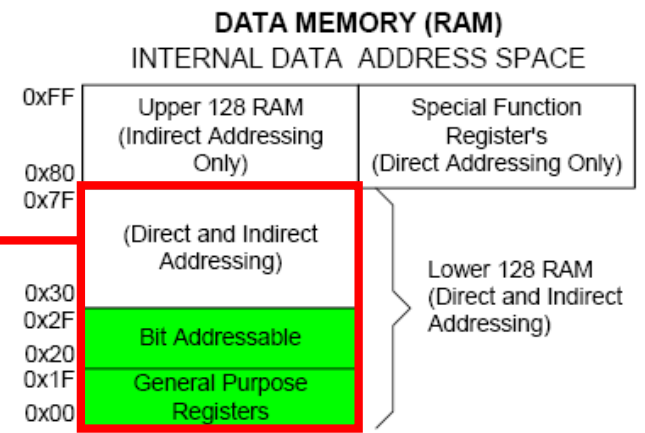 DATA MEMORY (RAM)
INTERNAL DATA ADDRESS SPACE
0xFF
Upper 128 RAM
(Indirect Addressing
Only)
0x80
Special Function
Register's
(Direct Addressing Only)
0x7F
(Direct and Indirect
Addressing)
0x30
Lower 128 RAM
(Direct and Indirect
Addressing)
0x2F
Bit Addressable
0x20
0x1F
General Purpose
Registers
0x00